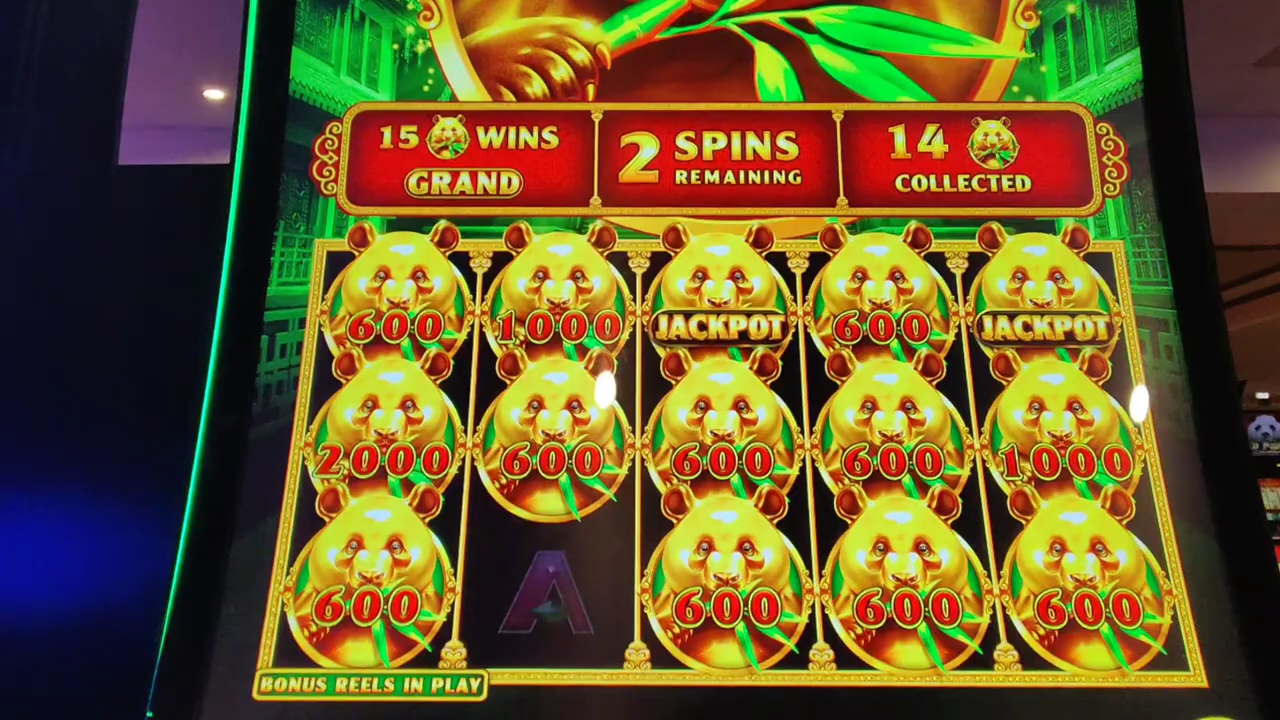 15 WINS
GRAND
2 SPINS
REMAINING
14
COLLECTED
600 1000 JACKPOT 600 JACKPOT
2000 600 600 600 1000
600 A 600 600 600
BONUS REELS IN PLAY